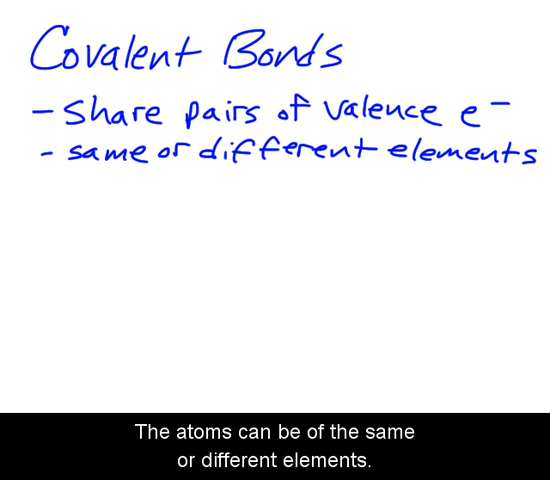 Covalent Bonds
- share pairs of valence e⁻
- same or different elements
The atoms can be of the same
or different elements.